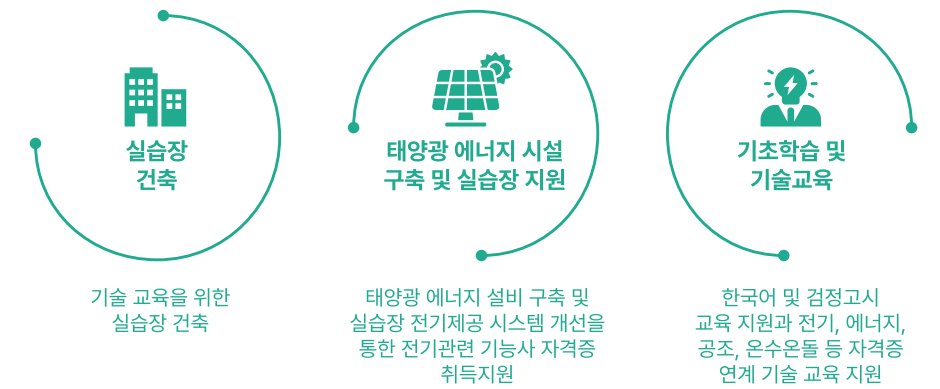 실습장
건축
기술 교육을 위한
실습장 건축
태양광 에너지 시설
구축 및 실습장 지원
태양광 에너지 설비 구축 및
실습장 전기제공 시스템 개선을
통한 전기관련 기능사 자격증
취득지원
기초학습 및
기술교육
한국어 및 검정고시
교육 지원과 전기, 에너지,
공조, 온수온돌 등 자격증
연계 기술 교육 지원